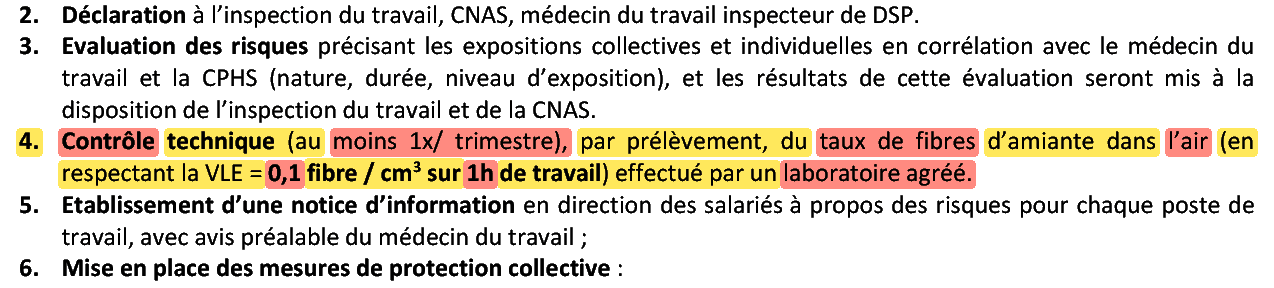 2. Déclaration à l’inspection du travail, CNAS, médecin du travail inspecteur de DSP.
3. Evaluation des risques précisant les expositions collectives et individuelles en corrélation avec le médecin du
travail et la CPHS (nature, durée, niveau d’exposition), et les résultats de cette évaluation seront mis à la
disposition de l’inspection du travail et de la CNAS.
4. Contrôle technique (au moins 1x/ trimestre), par prélèvement, du taux de fibres d’amiante dans l’air (en
respectant la VLE = 0,1 fibre / cm³ sur 1h de travail) effectué par un laboratoire agréé.
5. Etablissement d’une notice d’information en direction des salariés à propos des risques pour chaque poste de
travail, avec avis préalable du médecin du travail ;
6. Mise en place des mesures de protection collective :